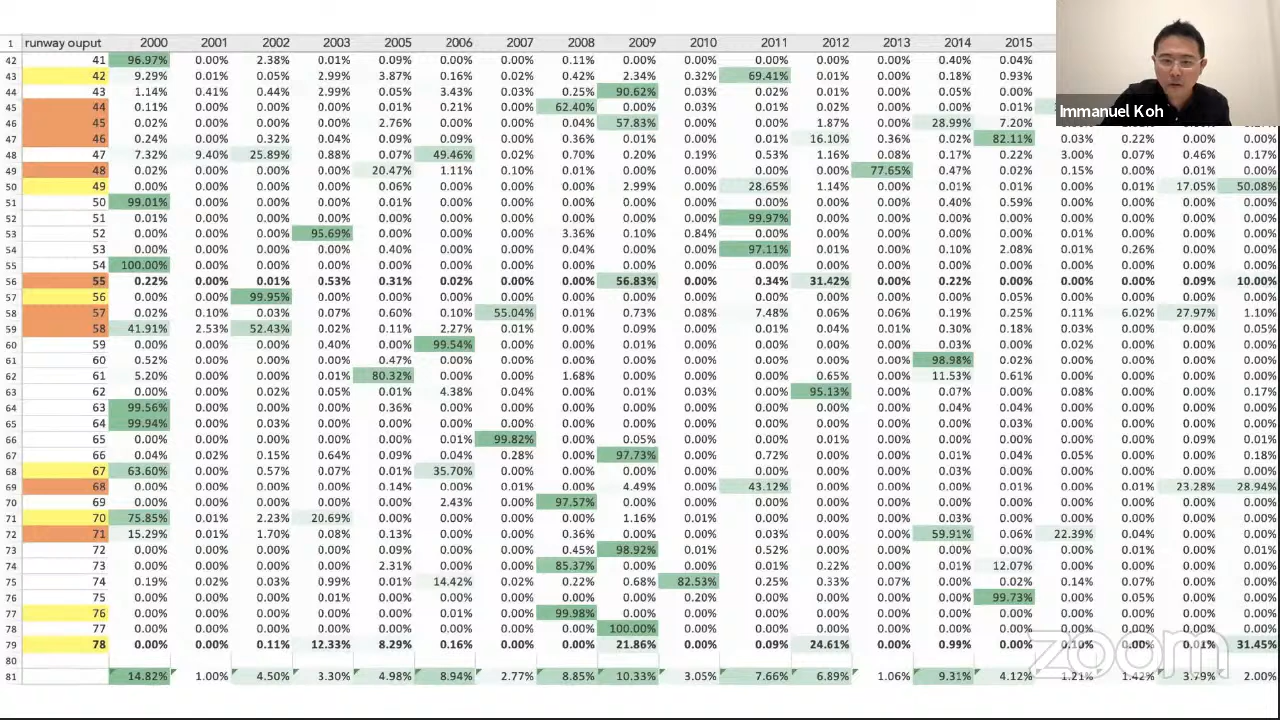 1 runway ouput 2000 2001 2002 2003 2005 2006 2007 2008 2009 2010 2011 2012 2013 2014 2015
42 41 96.97% 0.00% 2.38% 0.01% 0.09% 0.00% 0.00% 0.11% 0.00% 0.00% 0.00% 0.00% 0.00% 0.40% 0.04%
43 42 9.29% 0.01% 0.05% 2.99% 3.87% 0.16% 0.02% 0.42% 2.34% 0.32% 69.41% 0.01% 0.00% 0.18% 0.93%
44 43 1.14% 0.41% 0.44% 2.99% 0.05% 3.43% 0.03% 0.25% 90.62% 0.03% 0.02% 0.01% 0.00% 0.05% 0.00%
45 44 0.11% 0.00% 0.00% 0.00% 0.01% 0.21% 0.00% 62.40% 0.04% 0.03% 0.01% 0.02% 0.00% 0.00% 0.01%
46 45 0.02% 0.00% 0.00% 0.00% 2.76% 0.00% 0.00% 0.04% 57.83% 0.00% 0.00% 1.87% 0.00% 28.99% 7.20%
47 46 0.24% 0.00% 0.32% 0.04% 0.09% 0.09% 0.00% 0.36% 0.01% 0.00% 0.01% 16.10% 0.36% 0.02% 82.11% 0.03% 0.22% 0.00% 0.00%
48 47 7.32% 9.40% 25.89% 0.88% 0.07% 49.46% 0.02% 0.70% 0.20% 0.19% 0.53% 1.16% 0.08% 0.17% 0.22% 3.00% 0.07% 0.46% 0.17%
49 48 0.02% 0.00% 0.00% 0.00% 20.47% 1.11% 0.10% 0.01% 0.00% 0.00% 0.00% 0.00% 77.65% 0.47% 0.02% 0.15% 0.00% 0.01% 0.00%
50 49 0.00% 0.00% 0.00% 0.00% 0.06% 0.00% 0.00% 0.00% 2.99% 0.00% 28.65% 1.14% 0.00% 0.01% 0.01% 0.00% 0.01% 17.05% 50.08%
51 50 99.01% 0.00% 0.00% 0.00% 0.01% 0.00% 0.00% 0.00% 0.00% 0.00% 0.00% 0.00% 0.00% 0.40% 0.59% 0.00% 0.00% 0.00% 0.00%
52 51 0.01% 0.00% 0.00% 0.00% 0.00% 0.00% 0.00% 0.00% 0.00% 0.00% 99.97% 0.00% 0.00% 0.00% 0.00% 0.00% 0.00% 0.00% 0.00%
53 52 0.00% 0.00% 0.00% 95.69% 0.00% 0.00% 0.00% 3.36% 0.10% 0.84% 0.00% 0.00% 0.00% 0.00% 0.00% 0.01% 0.00% 0.00% 0.00%
54 53 0.00% 0.00% 0.00% 0.00% 0.40% 0.00% 0.00% 0.04% 0.00% 0.00% 97.11% 0.01% 0.00% 0.10% 2.08% 0.01% 0.26% 0.01% 0.00%
55 54 100.00% 0.00% 0.00% 0.00% 0.00% 0.00% 0.00% 0.00% 0.00% 0.00% 0.00% 0.00% 0.00% 0.00% 0.00% 0.00% 0.00% 0.00% 0.00%
56 55 0.22% 0.00% 0.01% 0.53% 0.31% 0.02% 0.00% 0.00% 56.83% 0.00% 0.34% 31.42% 0.00% 0.22% 0.00% 0.00% 0.00% 0.09% 10.00%
57 56 0.00% 0.00% 99.95% 0.00% 0.00% 0.00% 0.00% 0.00% 0.00% 0.00% 0.00% 0.00% 0.00% 0.00% 0.05% 0.00% 0.00% 0.00% 0.00%
58 57 0.02% 0.10% 0.03% 0.07% 0.60% 0.10% 55.04% 0.01% 0.73% 0.08% 7.48% 0.06% 0.06% 0.19% 0.25% 0.11% 6.02% 27.97% 1.10%
59 58 41.91% 2.53% 52.43% 0.02% 0.11% 2.27% 0.01% 0.00% 0.09% 0.00% 0.01% 0.04% 0.01% 0.30% 0.18% 0.03% 0.00% 0.00% 0.05%
60 59 0.00% 0.00% 0.00% 0.40% 0.00% 99.54% 0.00% 0.00% 0.01% 0.00% 0.00% 0.00% 0.00% 0.03% 0.00% 0.02% 0.00% 0.00% 0.00%
61 60 0.52% 0.00% 0.00% 0.00% 0.47% 0.00% 0.00% 0.00% 0.00% 0.00% 0.00% 0.00% 0.00% 98.98% 0.02% 0.00% 0.00% 0.00% 0.00%
62 61 5.20% 0.00% 0.00% 0.01% 80.32% 0.00% 0.00% 1.68% 0.00% 0.00% 0.00% 0.65% 0.00% 11.53% 0.61% 0.00% 0.00% 0.00% 0.00%
63 62 0.00% 0.00% 0.02% 0.05% 0.01% 4.38% 0.04% 0.00% 0.01% 0.03% 0.00% 95.13% 0.00% 0.07% 0.00% 0.08% 0.00% 0.00% 0.17%
64 63 99.56% 0.00% 0.00% 0.00% 0.36% 0.00% 0.00% 0.00% 0.00% 0.00% 0.00% 0.00% 0.00% 0.04% 0.04% 0.00% 0.00% 0.00% 0.00%
65 64 99.94% 0.00% 0.03% 0.00% 0.00% 0.00% 0.00% 0.00% 0.00% 0.00% 0.00% 0.00% 0.00% 0.00% 0.03% 0.00% 0.00% 0.00% 0.00%
66 65 0.00% 0.00% 0.00% 0.00% 0.00% 0.01% 99.82% 0.00% 0.05% 0.00% 0.00% 0.01% 0.00% 0.00% 0.00% 0.00% 0.00% 0.09% 0.01%
67 66 0.04% 0.02% 0.15% 0.64% 0.09% 0.04% 0.28% 0.00% 97.73% 0.00% 0.72% 0.00% 0.00% 0.01% 0.04% 0.05% 0.00% 0.00% 0.18%
68 67 63.60% 0.00% 0.57% 0.07% 0.01% 35.70% 0.00% 0.00% 0.00% 0.00% 0.00% 0.00% 0.00% 0.03% 0.00% 0.00% 0.00% 0.00% 0.00%
69 68 0.00% 0.00% 0.00% 0.00% 0.14% 0.00% 0.01% 0.00% 4.49% 0.00% 43.12% 0.00% 0.00% 0.00% 0.01% 0.00% 0.01% 23.28% 28.94%
70 69 0.00% 0.00% 0.00% 0.00% 0.00% 2.43% 0.00% 97.57% 0.00% 0.00% 0.00% 0.00% 0.00% 0.00% 0.00% 0.00% 0.00% 0.00% 0.00%
71 70 75.85% 0.01% 2.23% 20.69% 0.00% 0.00% 0.00% 0.00% 1.16% 0.01% 0.00% 0.00% 0.00% 0.03% 0.00% 0.00% 0.00% 0.00% 0.00%
72 71 15.29% 0.01% 1.70% 0.08% 0.13% 0.00% 0.00% 0.36% 0.00% 0.00% 0.03% 0.00% 0.00% 59.91% 0.06% 22.39% 0.04% 0.00% 0.00%
73 72 0.00% 0.00% 0.00% 0.00% 0.09% 0.00% 0.00% 0.45% 98.92% 0.01% 0.52% 0.00% 0.00% 0.00% 0.00% 0.00% 0.00% 0.01% 0.01%
74 73 0.00% 0.00% 0.00% 0.00% 2.31% 0.00% 0.00% 85.37% 0.00% 0.00% 0.01% 0.22% 0.00% 0.01% 12.07% 0.00% 0.00% 0.00% 0.00%
75 74 0.19% 0.02% 0.03% 0.99% 0.01% 14.42% 0.02% 0.22% 0.68% 82.53% 0.25% 0.33% 0.07% 0.00% 0.02% 0.14% 0.07% 0.00% 0.00%
76 75 0.00% 0.00% 0.00% 0.01% 0.00% 0.00% 0.00% 0.00% 0.00% 0.20% 0.00% 0.00% 0.00% 0.00% 99.73% 0.00% 0.05% 0.00% 0.00%
77 76 0.00% 0.00% 0.00% 0.00% 0.00% 0.01% 0.00% 99.98% 0.00% 0.00% 0.00% 0.00% 0.00% 0.00% 0.00% 0.00% 0.00% 0.00% 0.00%
78 77 0.00% 0.00% 0.00% 0.00% 0.00% 0.00% 0.00% 0.00% 100.00% 0.00% 0.00% 0.00% 0.00% 0.00% 0.00% 0.00% 0.00% 0.00% 0.00%
79 78 0.00% 0.00% 0.11% 12.33% 8.29% 0.16% 0.00% 0.00% 21.86% 0.00% 0.09% 24.61% 0.00% 0.99% 0.00% 0.10% 0.00% 0.01% 31.45%
80
81 14.82% 1.00% 4.50% 3.30% 4.98% 8.94% 2.77% 8.85% 10.33% 3.05% 7.66% 6.89% 1.06% 9.31% 4.12% 1.21% 1.42% 3.79% 2.00%
Immanuel Koh
zoom